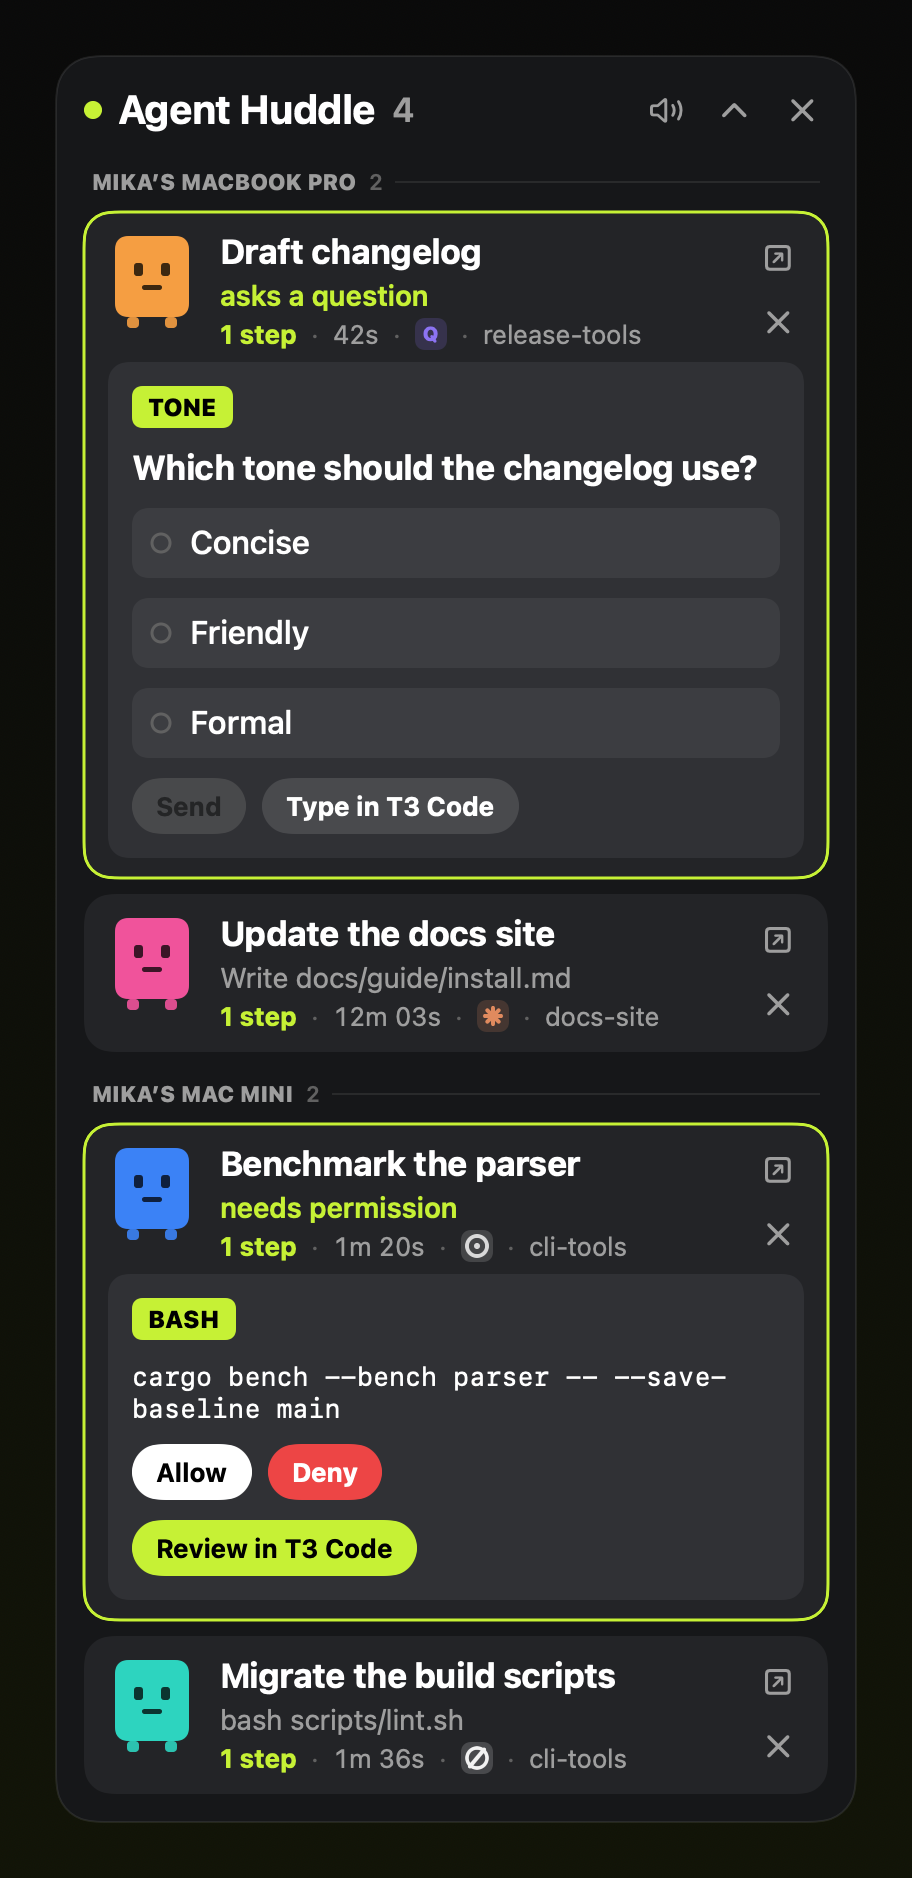 Agent Huddle 4
MIKA’S MACBOOK PRO 2
Draft changelog
asks a question
1 step · 42s · Q · release-tools
TONE
Which tone should the changelog use?
Concise
Friendly
Formal
Send Type in T3 Code
Update the docs site
Write docs/guide/install.md
1 step · 12m 03s · · docs-site
MIKA’S MAC MINI 2
Benchmark the parser
needs permission
1 step · 1m 20s · · cli-tools
BASH
cargo bench --bench parser -- --save-
baseline main
Allow Deny
Review in T3 Code
Migrate the build scripts
bash scripts/lint.sh
1 step · 1m 36s · · cli-tools